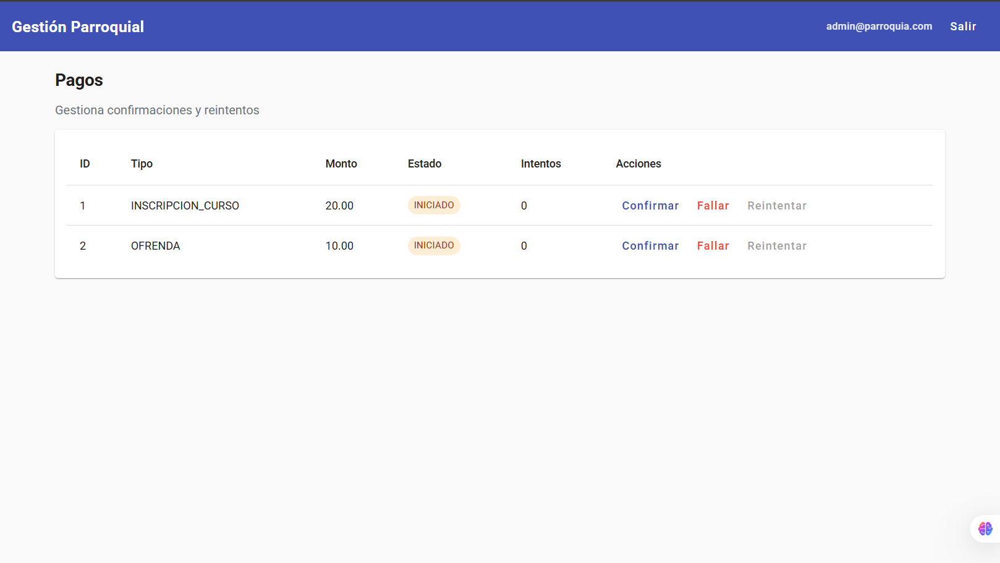 Gestión Parroquial admin@parroquia.com Salir
Pagos
Gestiona confirmaciones y reintentos
ID Tipo Monto Estado Intentos Acciones
1 INSCRIPCION_CURSO 20.00 INICIADO 0 Confirmar Fallar Reintentar
2 OFRENDA 10.00 INICIADO 0 Confirmar Fallar Reintentar